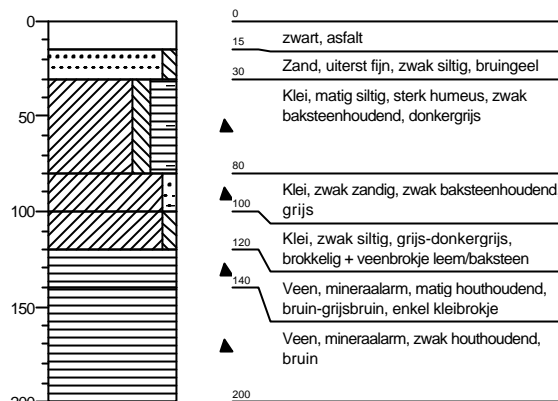 0
0
zwart, asfalt
15
Zand, uiterst fijn, zwak siltig, bruingeel
30
Klei, matig siltig, sterk humeus, zwak
baksteenhoudend, donkergrijs
50
80
Klei, zwak zandig, zwak baksteenhoudend
grijs
100
100
Klei, zwak siltig, grijs-donkergrijs,
brokkelig + veenbrokje leem/baksteen
120
Veen, mineraalarm, matig houthoudend,
bruin-grijsbruin, enkel kleibrokje
140
150
Veen, mineraalarm, zwak houthoudend,
bruin
200
200